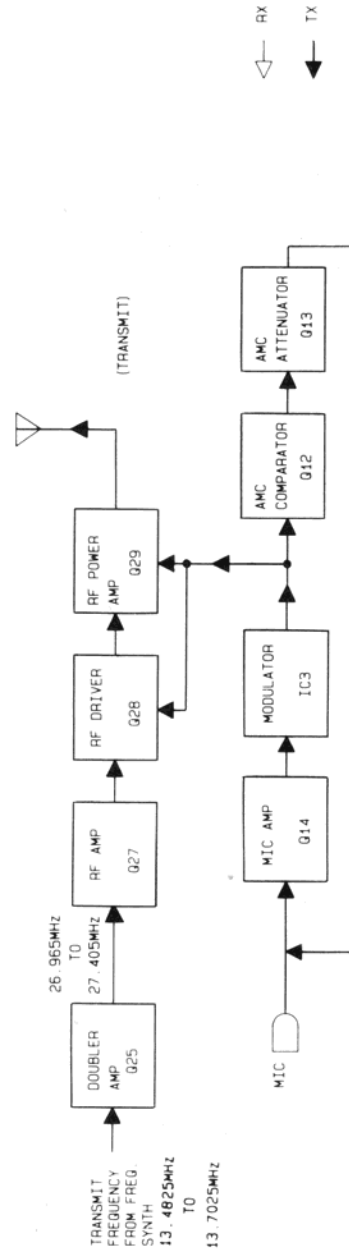 TRANSMIT
FREQUENCY
FROM FREQ.
SYNTH
13.4825MHz
TO
13.7025MHz
DOUBLER
AMP
Q25
26.965MHz
TO
27.405MHz
RF AMP
Q27
RF DRIVER
Q28
RF POWER
AMP
Q29
(TRANSMIT)
MIC
MIC AMP
Q14
MODULATOR
IC3
AMC
COMPARATOR
Q12
AMC
ATTENUATOR
Q13
RX
TX